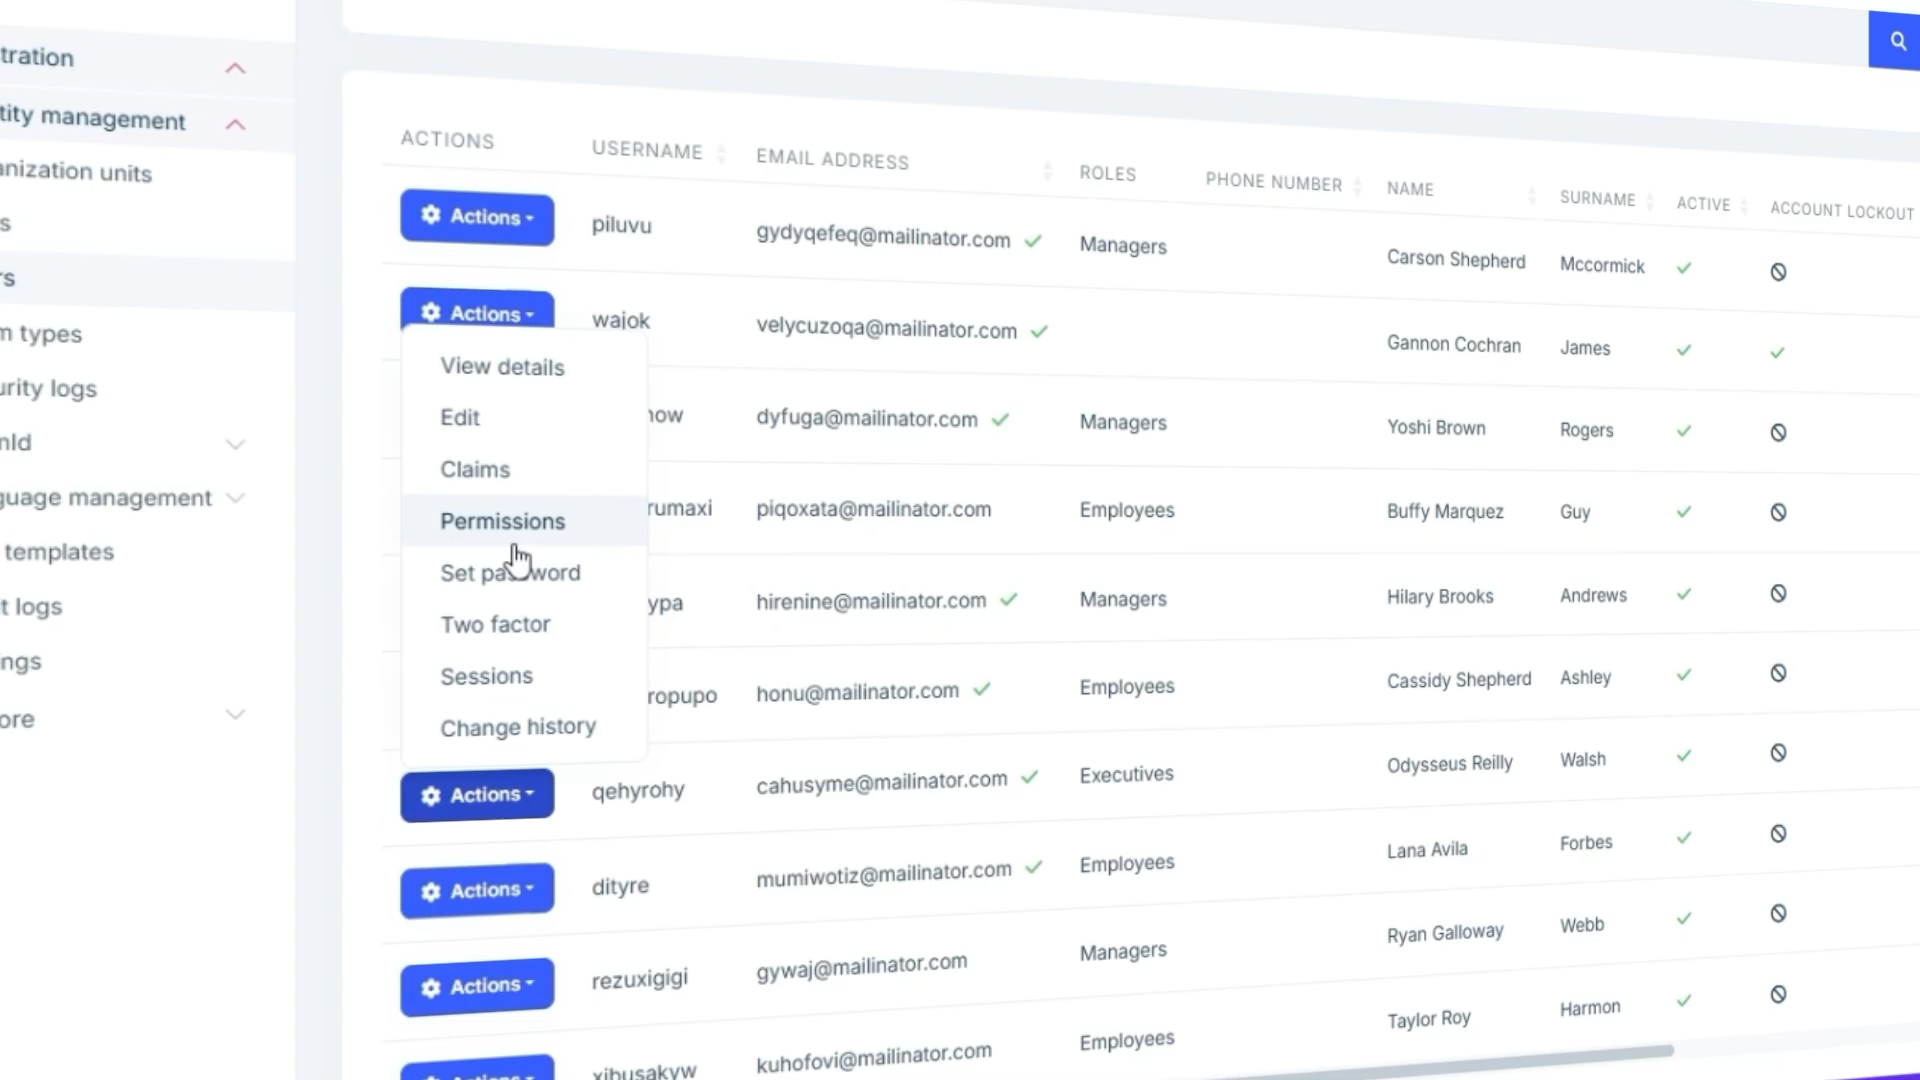 tration
tity management
anization units
s
rs
m types
urity logs
nId
guage management
templates
t logs
ings
ore
ACTIONS USERNAME EMAIL ADDRESS ROLES PHONE NUMBER NAME SURNAME ACTIVE ACCOUNT LOCKOUT
Actions piluvu gydyqefeq@mailinator.com Managers Carson Shepherd Mccormick
Actions wajok velycuzoqa@mailinator.com Gannon Cochran James
View details
Edit
Claims
Permissions
Set password
Two factor
Sessions
Change history
now dyfuga@mailinator.com Managers Yoshi Brown Rogers
rumaxi piqoxata@mailinator.com Employees Buffy Marquez Guy
ypa hirenine@mailinator.com Managers Hilary Brooks Andrews
ropupo honu@mailinator.com Employees Cassidy Shepherd Ashley
Actions qehyrohy cahusyme@mailinator.com Executives Odysseus Reilly Walsh
Actions dityre mumiwotiz@mailinator.com Employees Lana Avila Forbes
Actions rezuxigigi gywaj@mailinator.com Managers Ryan Galloway Webb
Actions xibusakyw kuhofovi@mailinator.com Employees Taylor Roy Harmon